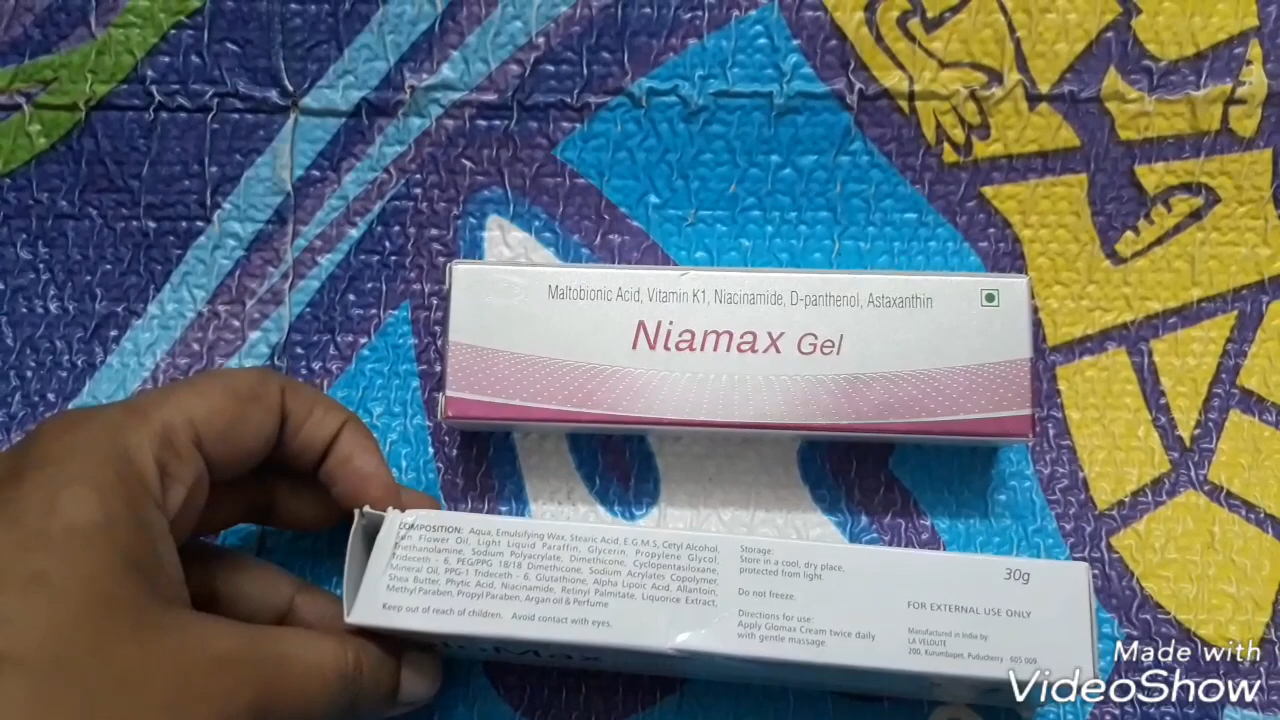 Maltobionic Acid, Vitamin K1, Niacinamide, D-panthenol, Astaxanthin
Niamax Gel
COMPOSITION: Aqua, Emulsifying Wax, Stearic Acid, E.G.M.S, Cetyl Alcohol,
Sun Flower Oil, Light Liquid Paraffin, Glycerin, Propylene Glycol,
Triethanolamine, Sodium Polyacrylate, Dimethicone, Cyclopentasiloxane,
Trideceth - 6, PEG/PPG 18/18 Dimethicone, Sodium Acrylates Copolymer,
Mineral Oil, PPG-1 Trideceth - 6, Glutathione, Alpha Lipoic Acid, Allantoin,
Shea Butter, Phytic Acid, Niacinamide, Retinyl Palmitate, Liquorice Extract,
Methyl Paraben, Propyl Paraben, Argan oil & Perfume
Keep out of reach of children. Avoid contact with eyes.
Storage:
Store in a cool, dry place,
protected from light.
Do not freeze.
Directions for use:
Apply Glomax Cream twice daily
with gentle massage
30g
FOR EXTERNAL USE ONLY
Manufactured in India by:
LA VELOUTE
200, Kurumbapet, Puducherry - 605 009
Made with
VideoShow